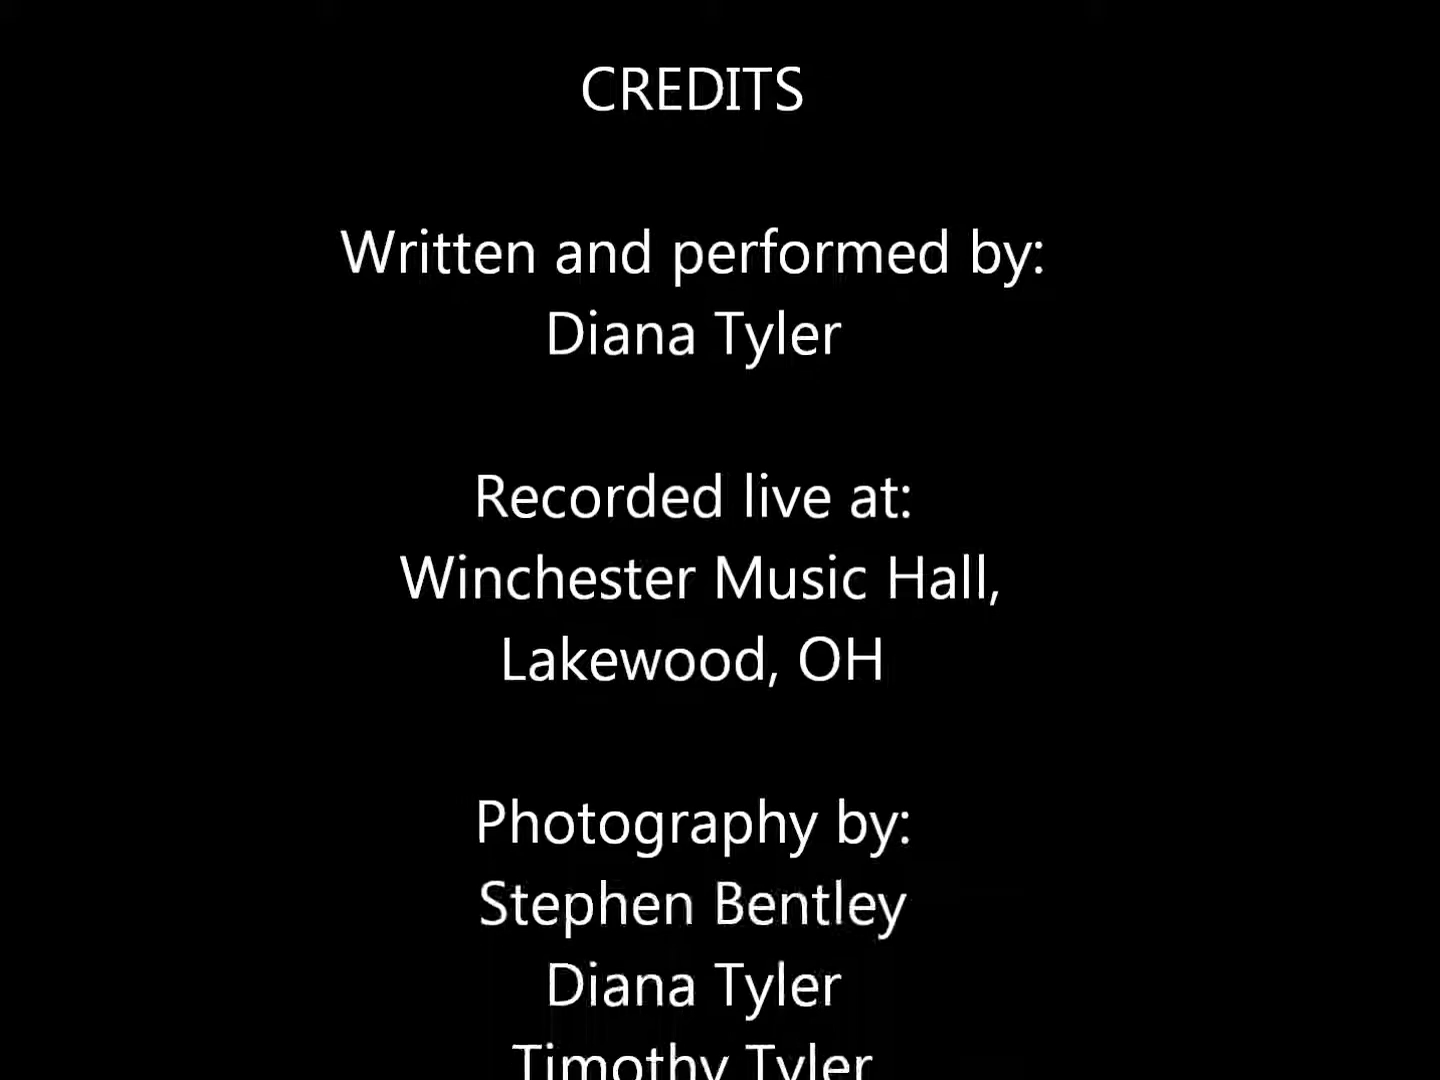 CREDITS
Written and performed by:
Diana Tyler
Recorded live at:
Winchester Music Hall,
Lakewood, OH
Photography by:
Stephen Bentley
Diana Tyler
Timothy Tyler